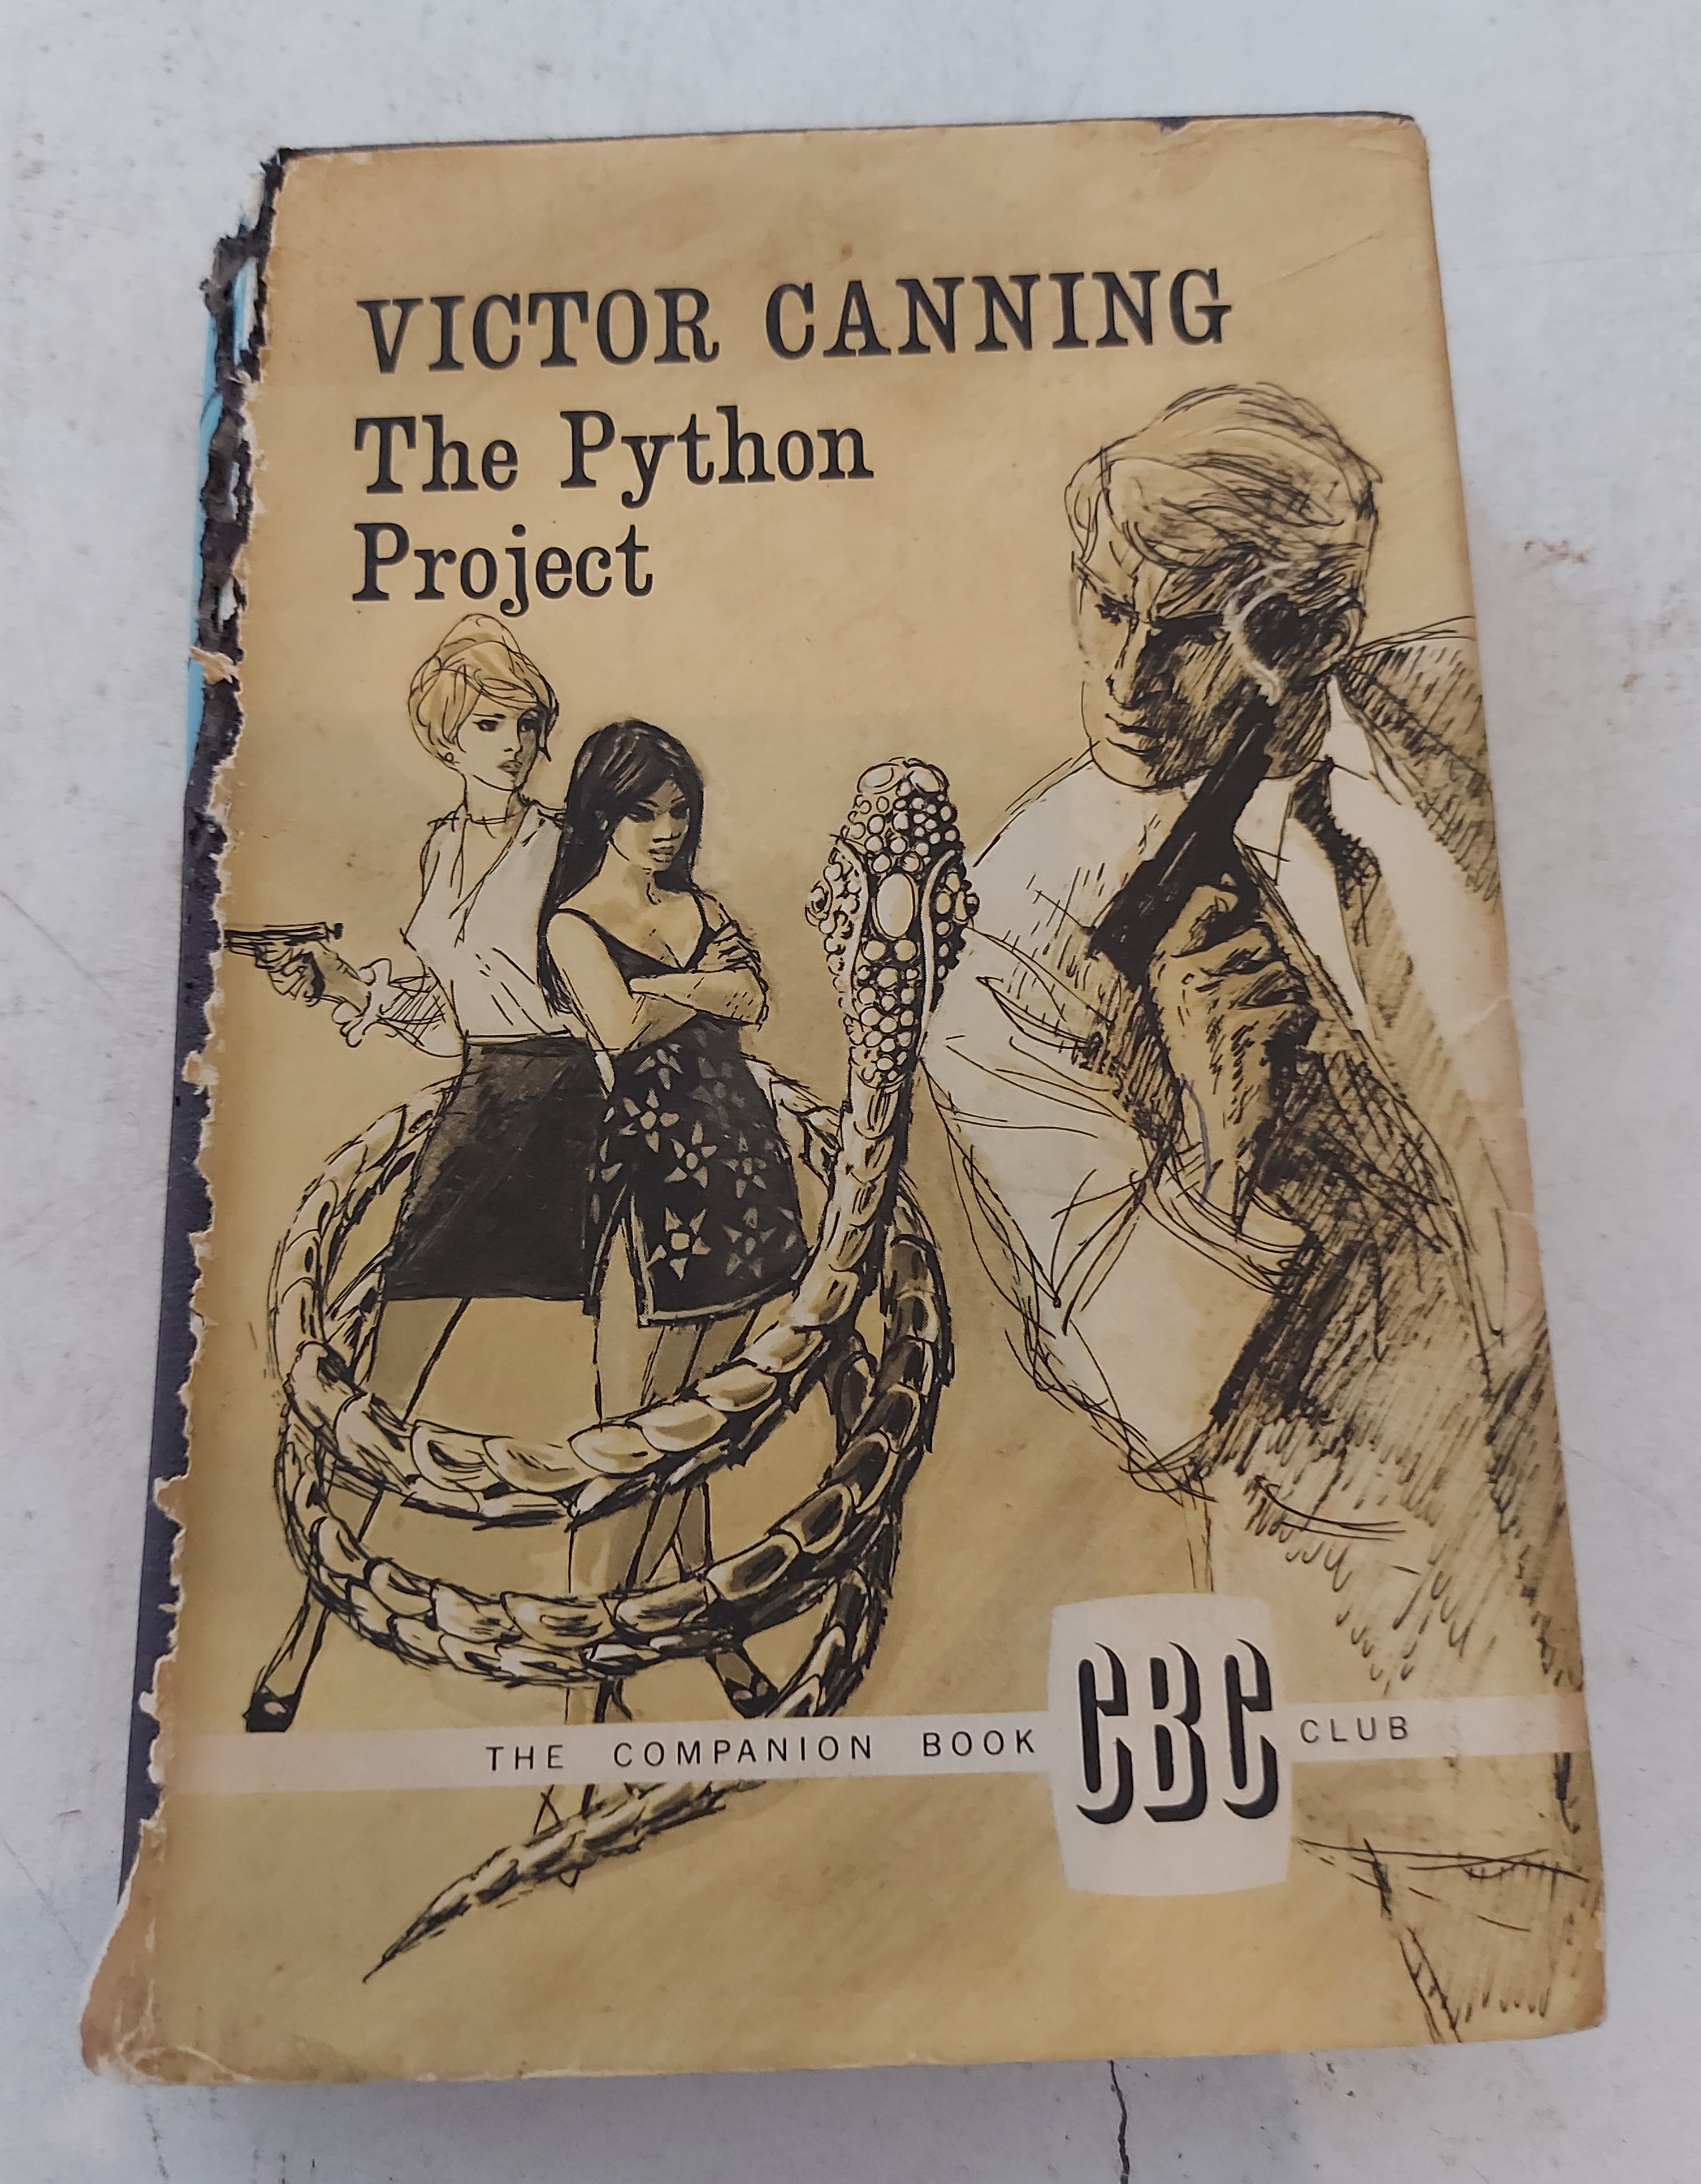 VICTOR CANNING
The Python
Project
THE COMPANION BOOK CBC CLUB